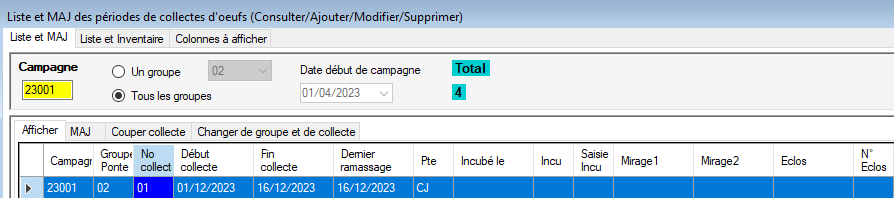 Liste et MAJ des périodes de collectes d'oeufs (Consulter/Ajouter/Modifier/Supprimer)
Liste et MAJ Liste et Inventaire Colonnes à afficher
Campagne Un groupe 02 Date début de campagne Total
23001 Tous les groupes 01/04/2023 4
Afficher MAJ Couper collecte Changer de groupe et de collecte
Campagr Groupe No Début Fin Dernier Pte Incubé le Incu Saisie Mirage1 Mirage2 Eclos N°
Ponte collect collecte collecte ramassage Incu Eclos
23001 02 01 01/12/2023 16/12/2023 16/12/2023 CJ